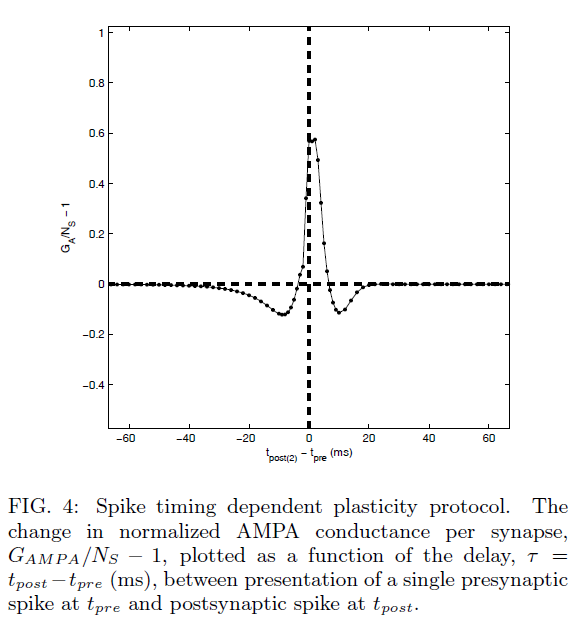 1
0.8
0.6
0.4
0.2
0
−0.2
−0.4
G_A/N_S − 1
−60 −40 −20 0 20 40 60
t_post(2) − t_pre (ms)
FIG. 4: Spike timing dependent plasticity protocol. The
change in normalized AMPA conductance per synapse,
G_AMPA/N_S − 1, plotted as a function of the delay, τ =
t_post − t_pre (ms), between presentation of a single presynaptic
spike at t_pre and postsynaptic spike at t_post.